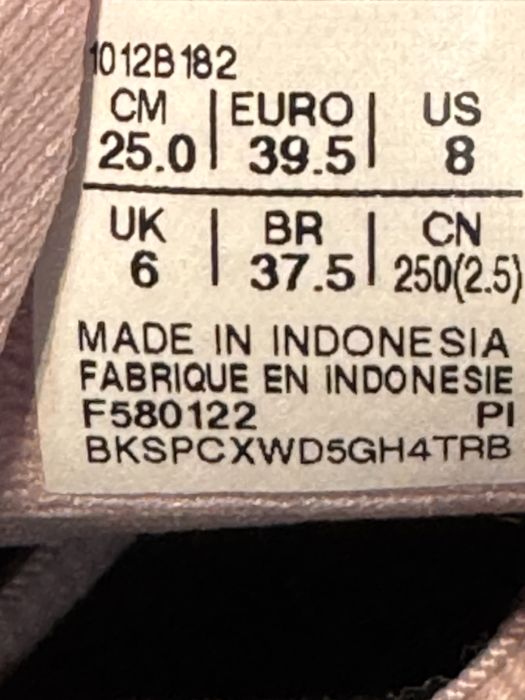 1012B182
CM | EURO | US
25.0 | 39.5 | 8
UK | BR | CN
6 | 37.5 | 250(2.5)
MADE IN INDONESIA
FABRIQUE EN INDONESIE
F580122 PI
BKSPCXWD5GH4TRB